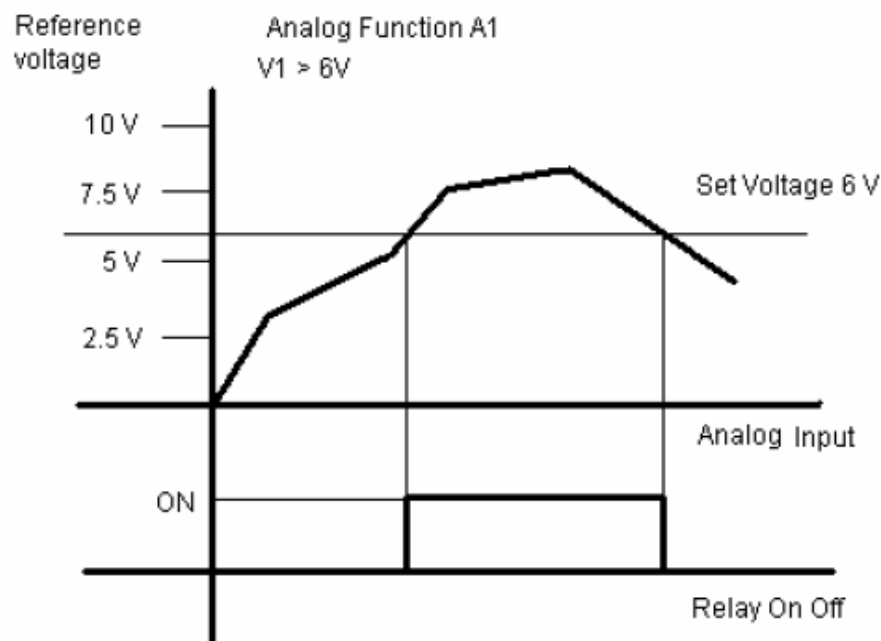 Reference
voltage
Analog Function A1
V1 > 6V
10 V
7.5 V
Set Voltage 6 V
5 V
2.5 V
Analog Input
ON
Relay On Off